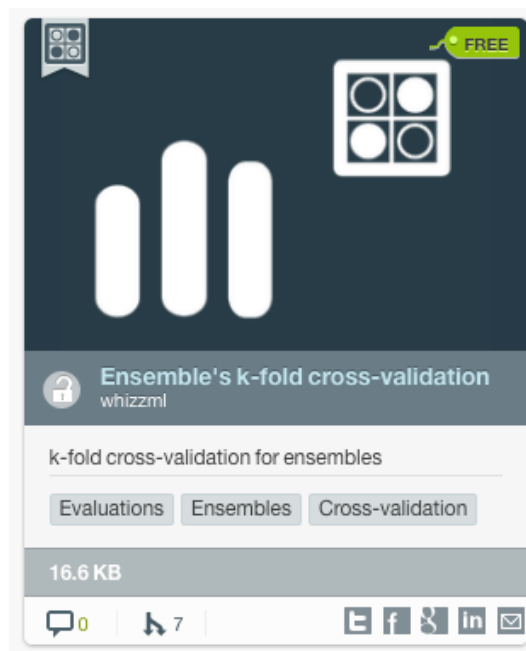 FREE
Ensemble's k-fold cross-validation
whizzml
k-fold cross-validation for ensembles
Evaluations Ensembles Cross-validation
16.6 KB
0 7